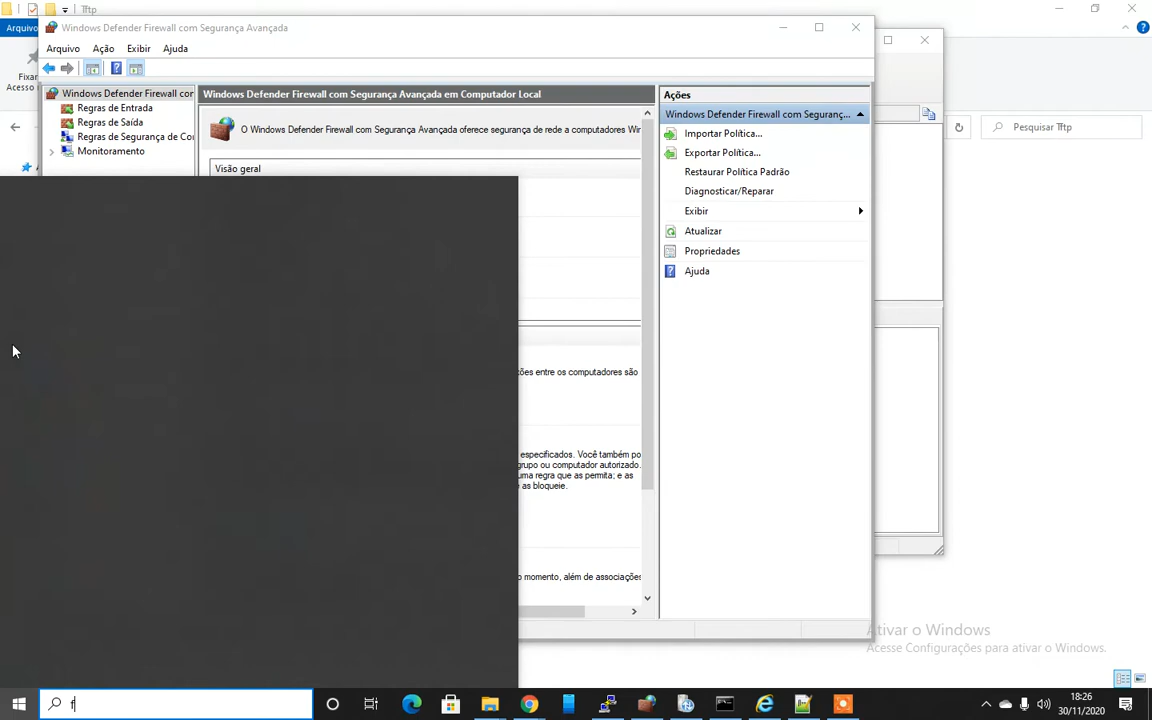 Tftp
Windows Defender Firewall com Segurança Avançada
Arquivo
Arquivo Ação Exibir Ajuda
Fixar
Acesso
Windows Defender Firewall cor
Regras de Entrada
Regras de Saída
Regras de Segurança de Co
Monitoramento
Windows Defender Firewall com Segurança Avançada em Computador Local
O Windows Defender Firewall com Segurança Avançada oferece segurança de rede a computadores Wir
Visão geral
ções entre os computadores são
especificados. Você também po
grupo ou computador autorizado.
uma regra que as permita; e as
e as bloqueie.
o momento, além de associações
Ações
Windows Defender Firewall com Seguranç...
Importar Política...
Exportar Política...
Restaurar Política Padrão
Diagnosticar/Reparar
Exibir
Atualizar
Propriedades
Ajuda
Pesquisar Tftp
Ativar o Windows
Acesse Configurações para ativar o Windows.
f
18:26
30/11/2020